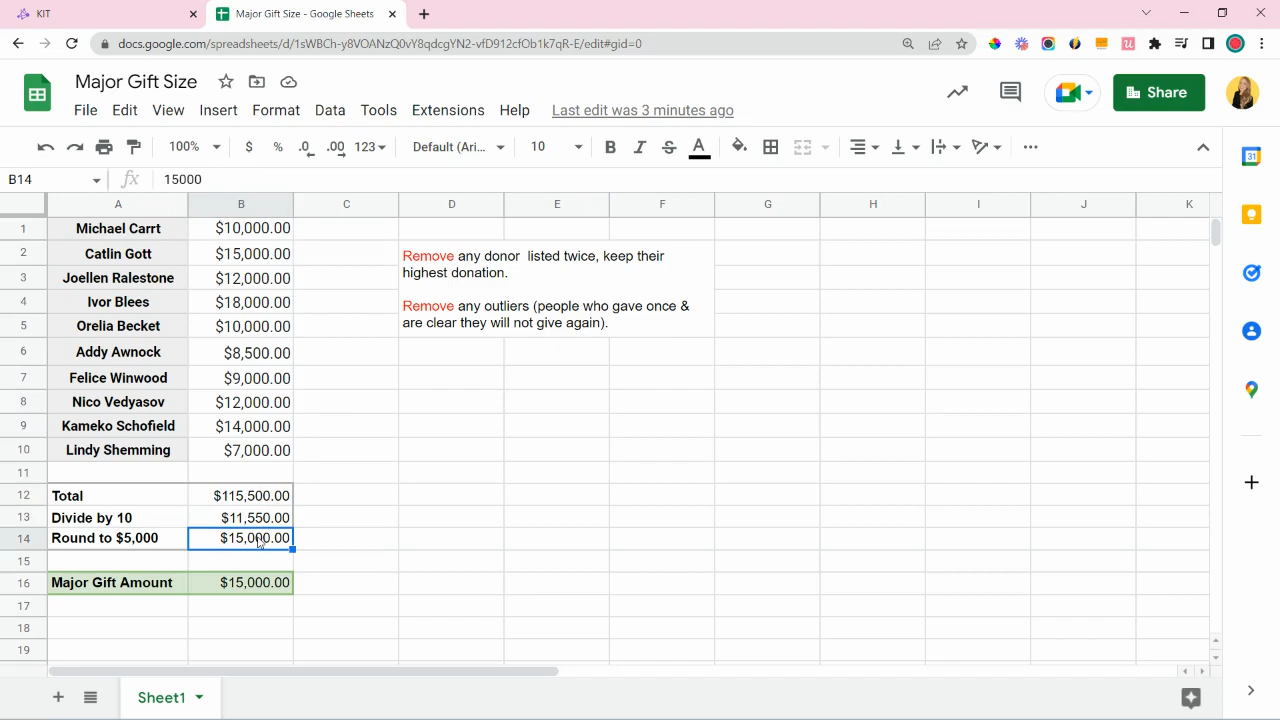 KIT
Major Gift Size - Google Sheets
docs.google.com/spreadsheets/d/1-WBCh-y8VOANzQ0vY8adcgYN2-vfD912cfOb1k7qR-E/edit#gid=0
Major Gift Size
File Edit View Insert Format Data Tools Extensions Help Last edit was 3 minutes ago
Share
100% $ % .0 .00 123 Default (Ari... 10 B I S A
B14 fx 15000
A B C D E F G H I J K
1 Michael Carrt $10,000.00
2 Catlin Gott $15,000.00
3 Joellen Ralestone $12,000.00
4 Ivor Blees $18,000.00
5 Orelia Becket $10,000.00
6 Addy Awnock $8,500.00
7 Felice Winwood $9,000.00
8 Nico Vedyasov $12,000.00
9 Kameko Schofield $14,000.00
10 Lindy Shemming $7,000.00
11
12 Total $115,500.00
13 Divide by 10 $11,550.00
14 Round to $5,000 $15,000.00
15
16 Major Gift Amount $15,000.00
17
18
19
Remove any donor listed twice, keep their
highest donation.
Remove any outliers (people who gave once &
are clear they will not give again).
Sheet1
31